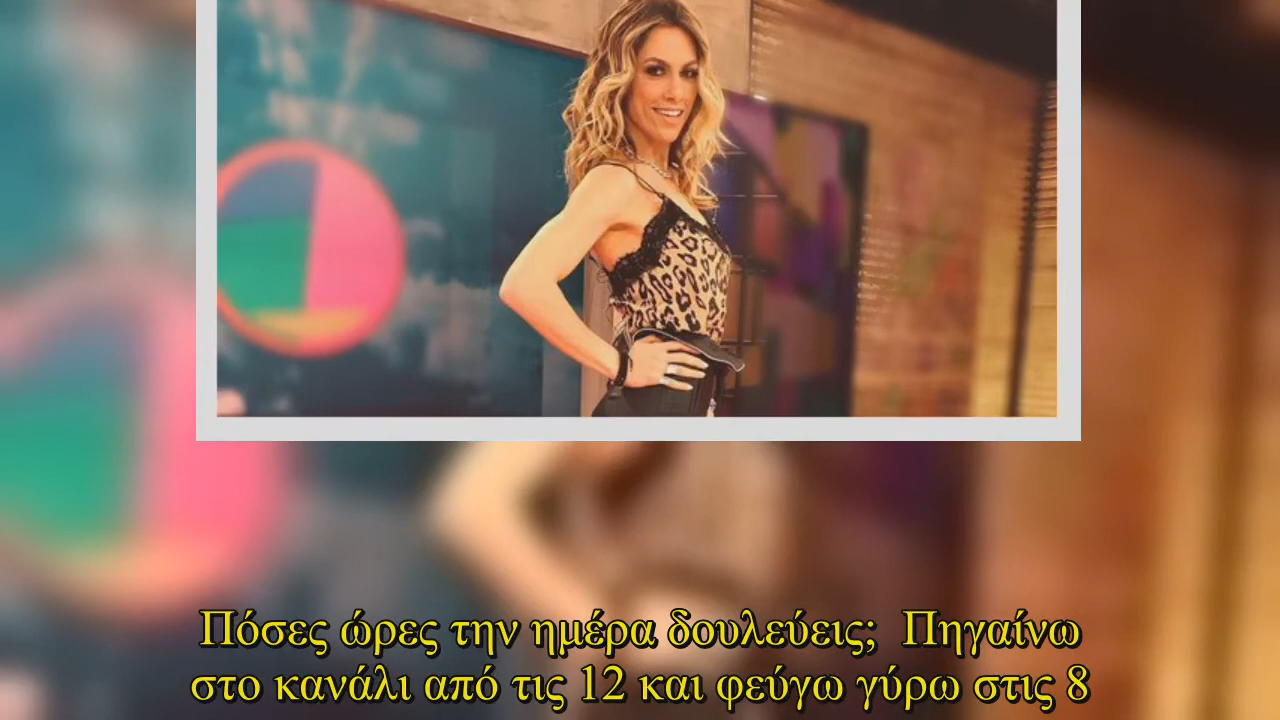 Πόσες ώρες την ημέρα δουλεύεις;  Πηγαίνω
στο κανάλι από τις 12 και φεύγω γύρω στις 8